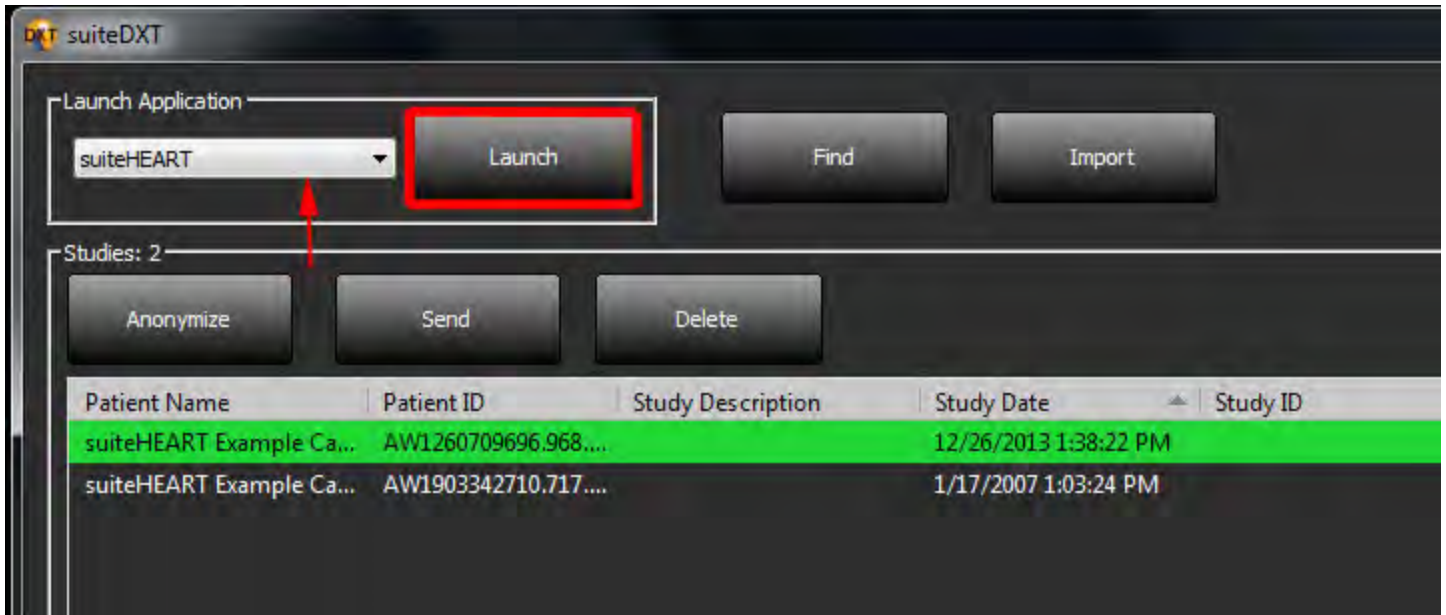 DXT suiteDXT
Launch Application
suiteHEART Launch Find Import
Studies: 2
Anonymize Send Delete
Patient Name Patient ID Study Description Study Date Study ID
suiteHEART Example Ca... AW1260709696.968.... 12/26/2013 1:38:22 PM
suiteHEART Example Ca... AW1903342710.717.... 1/17/2007 1:03:24 PM